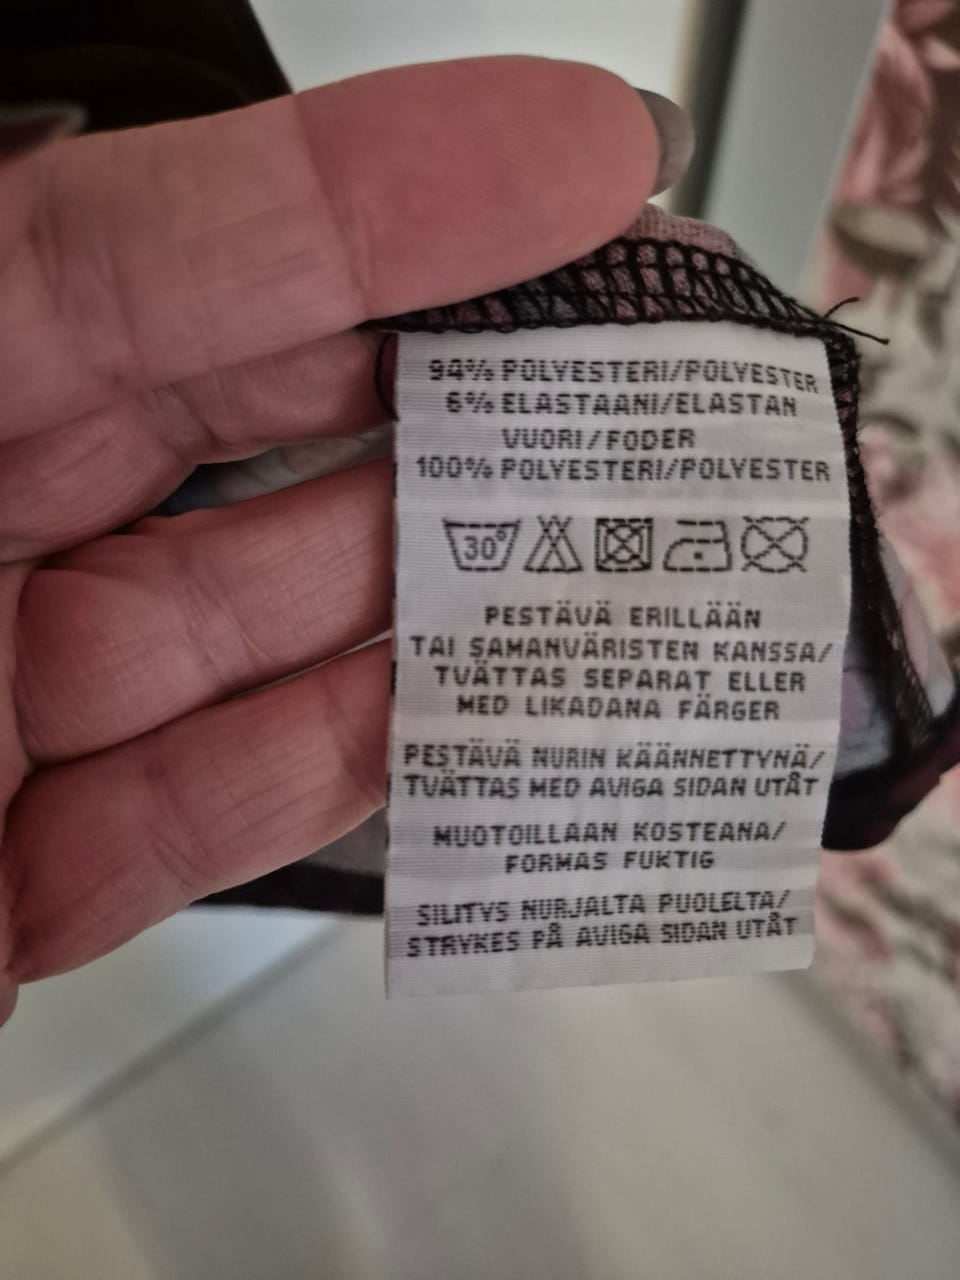 94% POLYESTERI/POLYESTER
6% ELASTAANI/ELASTAN
VUORI/FODER
100% POLYESTERI/POLYESTER
30°
PESTÄVÄ ERILLÄÄN
TAI SAMANVÄRISTEN KANSSA/
TVÄTTAS SEPARAT ELLER
MED LIKADANA FÄRGER
PESTÄVÄ NURIN KÄÄNNETTYNÄ/
TVÄTTAS MED AVIGA SIDAN UTÅT
MUOTOILLAAN KOSTEANA/
FORMAS FUKTIG
SILITYS NURJALTA PUOLELTA/
STRYKES PÅ AVIGA SIDAN UTÅT